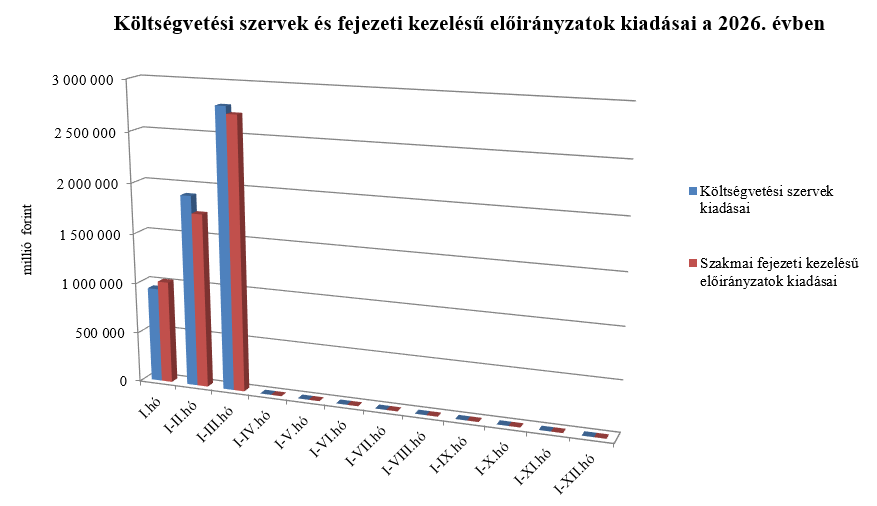 Költségvetési szervek és fejezeti kezelésű előirányzatok kiadásai a 2026. évben
3 000 000
2 500 000
2 000 000
1 500 000
1 000 000
500 000
0
millió forint
I.hó
I-II.hó
I-III.hó
I-IV.hó
I-V.hó
I-VI.hó
I-VII.hó
I-VIII.hó
I-IX.hó
I-X.hó
I-XI.hó
I-XII.hó
Költségvetési szervek
kiadásai
Szakmai fejezeti kezelésű
előirányzatok kiadásai